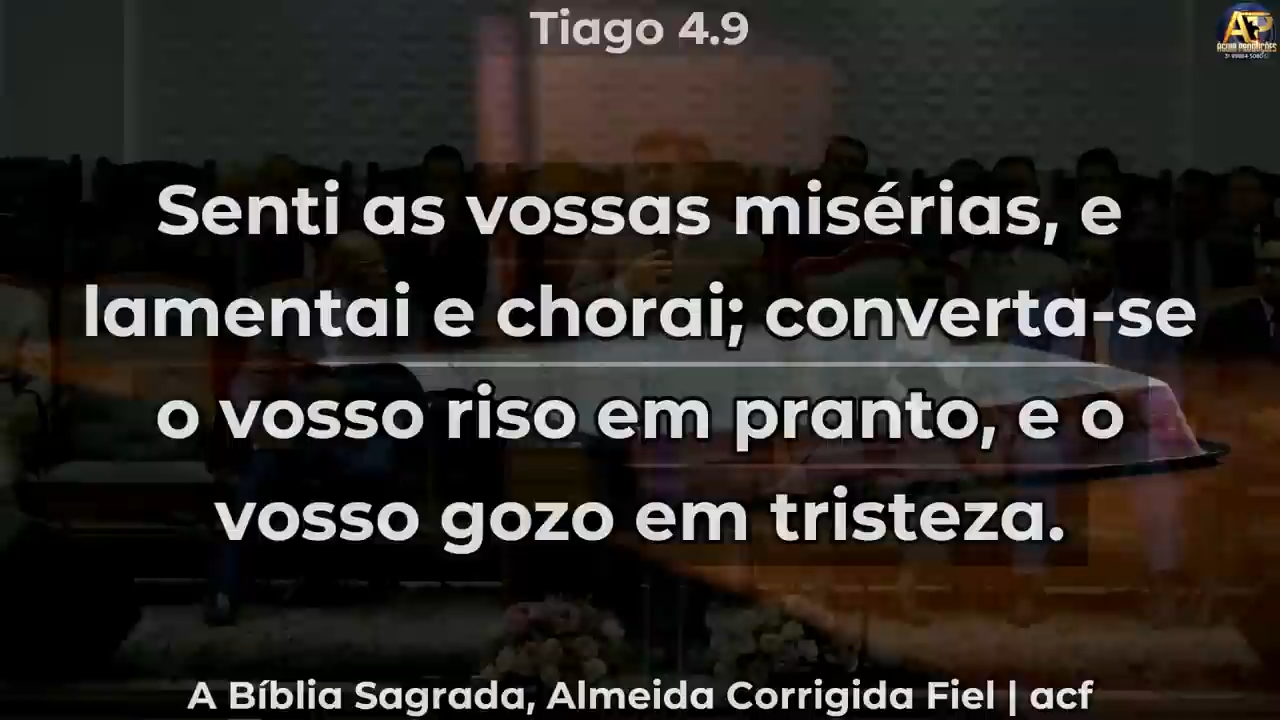 Tiago 4.9
Senti as vossas misérias, e
lamentai e chorai; converta-se
o vosso riso em pranto, e o
vosso gozo em tristeza.
A Bíblia Sagrada, Almeida Corrigida Fiel | acf